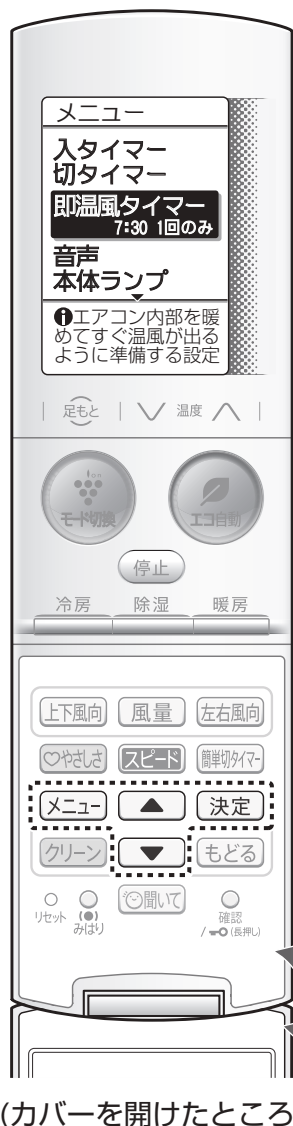 メニュー
入タイマー
切タイマー
即温風タイマー
7:30 1回のみ
音声
本体ランプ
❶エアコン内部を暖
めてすぐ温風が出る
ように準備する設定
足もと 温度
ion
モード切換 エコ自動
停止
冷房 除湿 暖房
上下風向 風量 左右風向
♡やさしさ スピード 簡単切タイマー
メニュー ▲ 決定
クリーン ▼ もどる
リセット みはり 聞いて 確認
/ (長押し)
(カバーを開けたところ